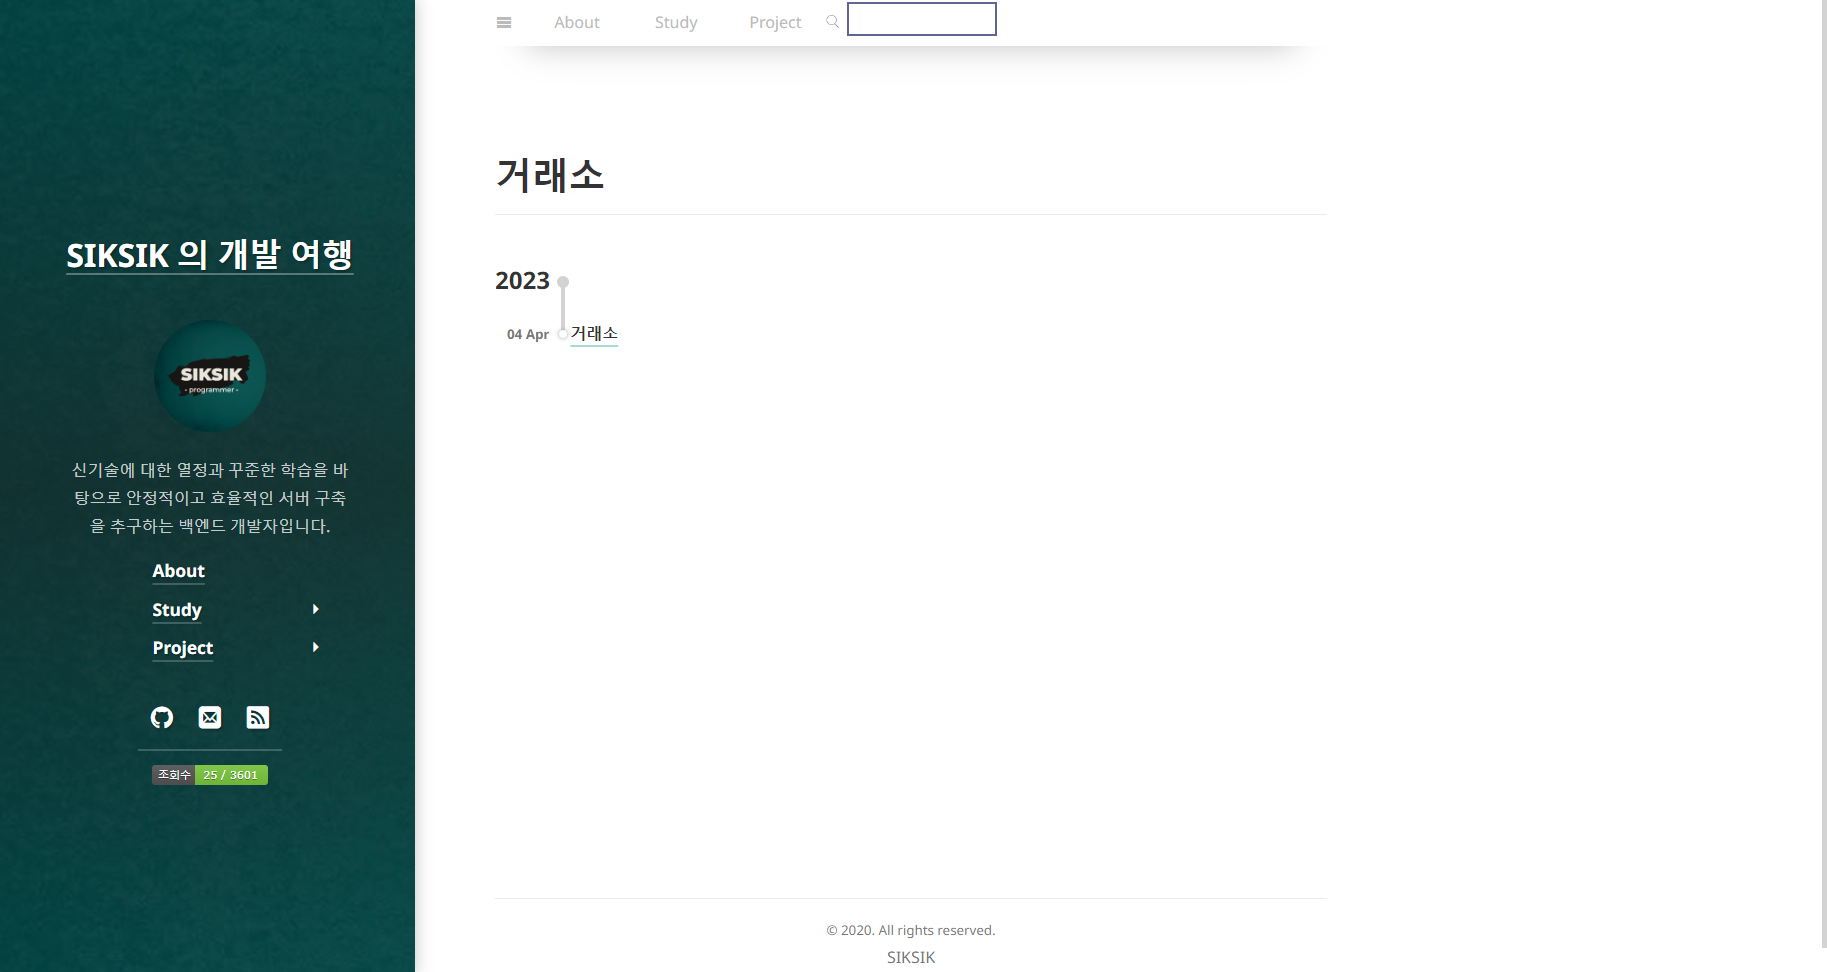 SIKSIK 의 개발 여행
SIKSIK
- programmer -
신기술에 대한 열정과 꾸준한 학습을 바
탕으로 안정적이고 효율적인 서버 구축
을 추구하는 백엔드 개발자입니다.
About
Study
Project
조회수 25 / 3601
About Study Project
거래소
2023
04 Apr 거래소
© 2020. All rights reserved.
SIKSIK